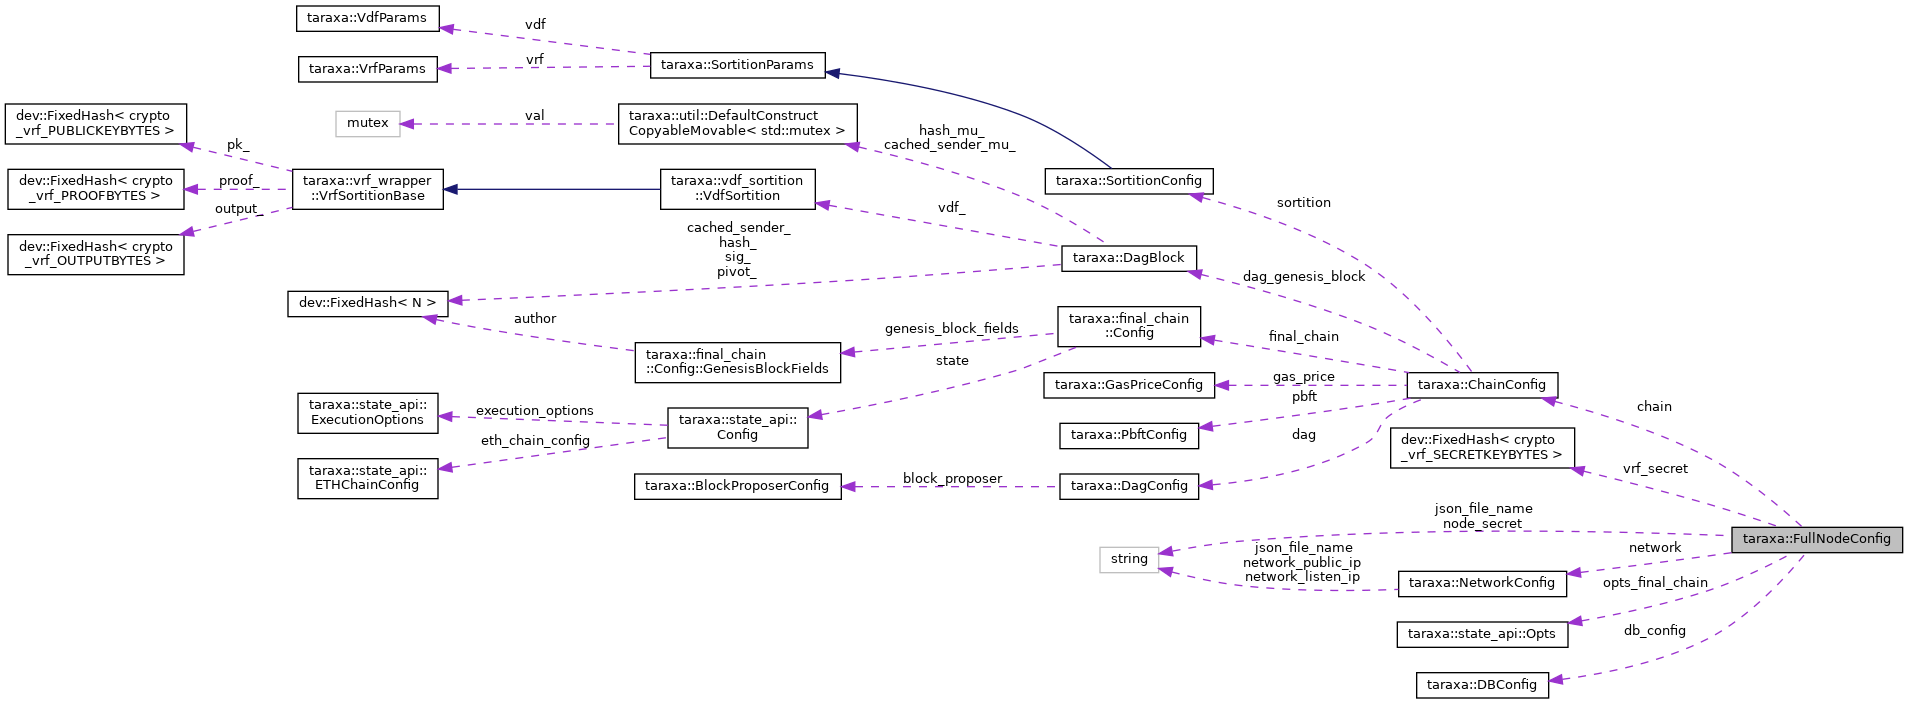 taraxa::VdfParams
vdf
taraxa::VrfParams
vrf
taraxa::SortitionParams
dev::FixedHash< crypto
_vrf_PUBLICKEYBYTES >
mutex
val
taraxa::util::DefaultConstruct
CopyableMovable< std::mutex >
hash_mu_
cached_sender_mu_
pk_
dev::FixedHash< crypto
_vrf_PROOFBYTES >
proof_
taraxa::vrf_wrapper
::VrfSortitionBase
taraxa::vdf_sortition
::VdfSortition
taraxa::SortitionConfig
output_
vdf_
sortition
dev::FixedHash< crypto
_vrf_OUTPUTBYTES >
cached_sender_
hash_
sig_
pivot_
taraxa::DagBlock
dag_genesis_block
dev::FixedHash< N >
author
genesis_block_fields
taraxa::final_chain
::Config
final_chain
taraxa::final_chain
::Config::GenesisBlockFields
state
taraxa::GasPriceConfig
gas_price
pbft
taraxa::ChainConfig
taraxa::state_api::
ExecutionOptions
execution_options
eth_chain_config
taraxa::state_api::
Config
taraxa::PbftConfig
dag
chain
dev::FixedHash< crypto
_vrf_SECRETKEYBYTES >
vrf_secret
taraxa::state_api::
ETHChainConfig
taraxa::BlockProposerConfig
block_proposer
taraxa::DagConfig
json_file_name
node_secret
taraxa::FullNodeConfig
string
json_file_name
network_public_ip
network_listen_ip
network
taraxa::NetworkConfig
opts_final_chain
taraxa::state_api::Opts
db_config
taraxa::DBConfig